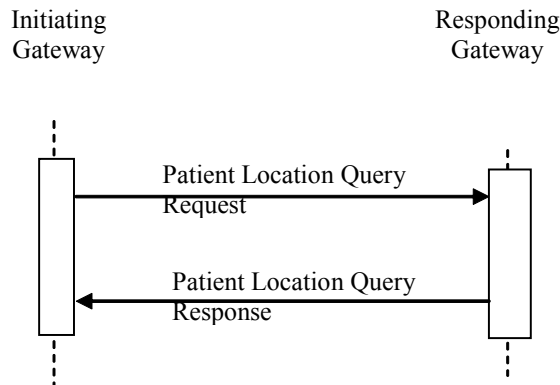 Initiating
Gateway
Responding
Gateway
Patient Location Query
Request
Patient Location Query
Response